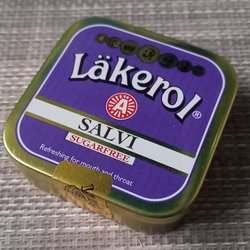 Läkerol®
A
SALVI
SUGARFREE
Refreshing for mouth and throat